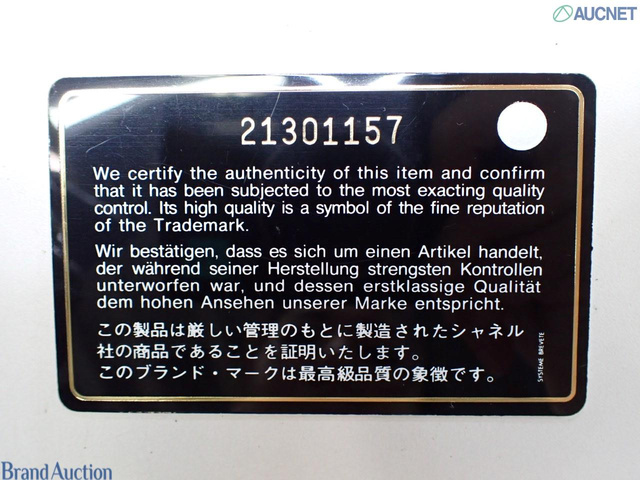 AUCNET
21301157
We certify the authenticity of this item and confirm
that it has been subjected to the most exacting quality
control. Its high quality is a symbol of the fine reputation
of the Trademark.
Wir bestätigen, dass es sich um einen Artikel handelt,
der während seiner Herstellung strengsten Kontrollen
unterworfen war, und dessen erstklassige Qualität
dem hohen Ansehen unserer Marke entspricht.
この製品は厳しい管理のもとに製造されたシャネル
社の商品であることを証明いたします。
このブランド・マークは最高級品質の象徴です。
SYSTEME BREVETE
Brand Auction